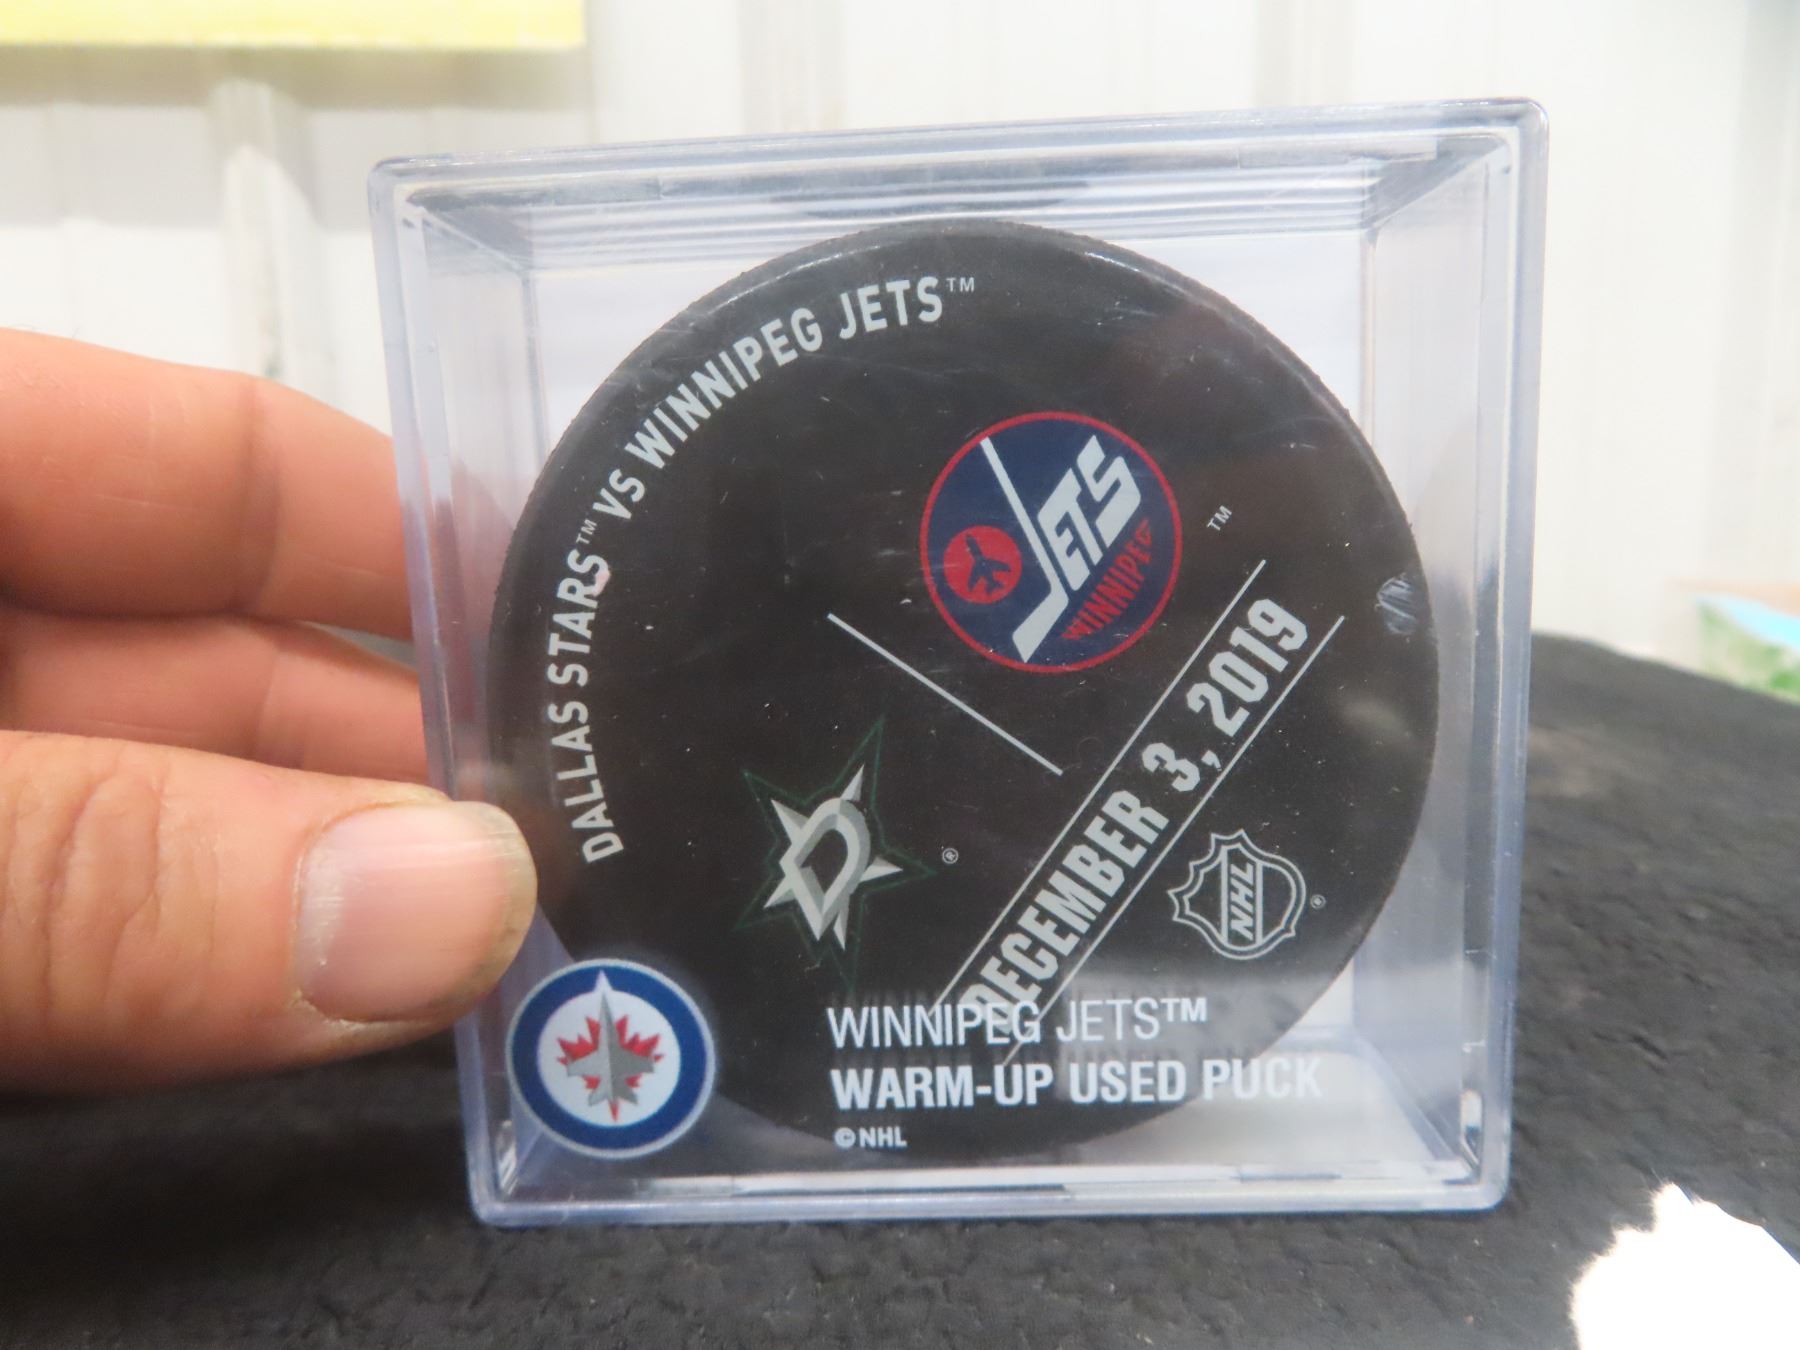 DALLAS STARS™ VS WINNIPEG JETS™
JETS
WINNIPEG
™
DECEMBER 3, 2019
D
®
NHL
®
WINNIPEG JETS™
WARM-UP USED PUCK
©NHL